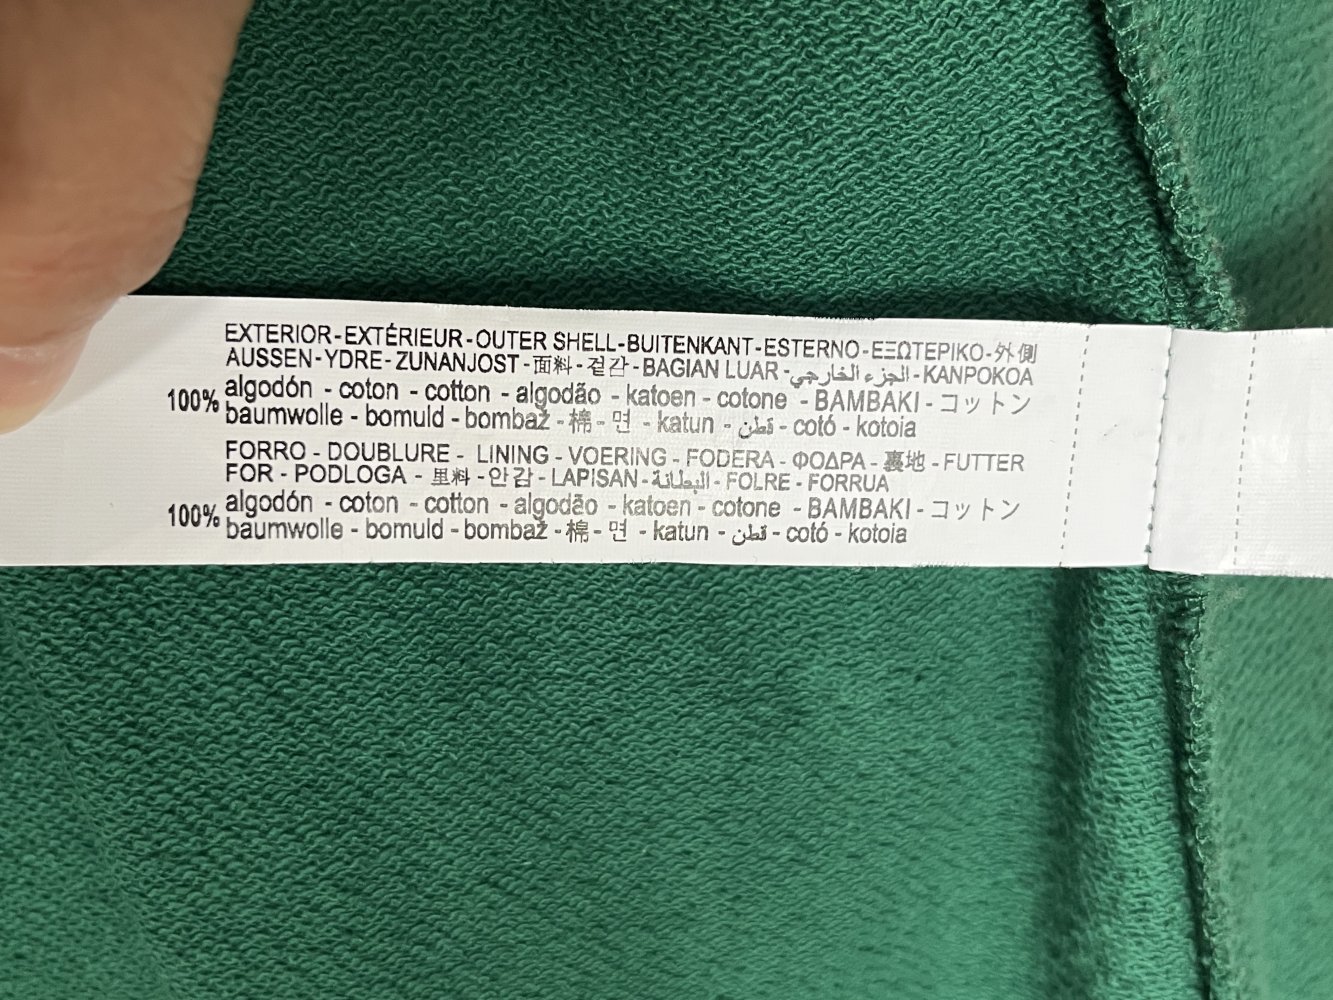 EXTERIOR-EXTÉRIEUR-OUTER SHELL-BUITENKANT-ESTERNO-ΕΞΩΤΕΡΙΚΟ-外側
AUSSEN-YDRE-ZUNANJOST-面料-겉감-BAGIAN LUAR-الجزء الخارجي-KANPOKOA
100% algodón - coton - cotton - algodão - katoen - cotone - BAMBAKI - コットン
baumwolle - bomuld - bombaž - 棉 - 면 - katun - قطن - cotó - kotoia
FORRO - DOUBLURE - LINING - VOERING - FODERA - ΦΟΔΡΑ - 裏地 - FUTTER
FOR - PODLOGA - 里料 -안감 - LAPISAN -البطانة- FOLRE - FORRUA
100% algodón - coton - cotton - algodão - katoen - cotone - BAMBAKI - コットン
baumwolle - bomuld - bombaž - 棉 - 면 - katun - قطن - cotó - kotoia